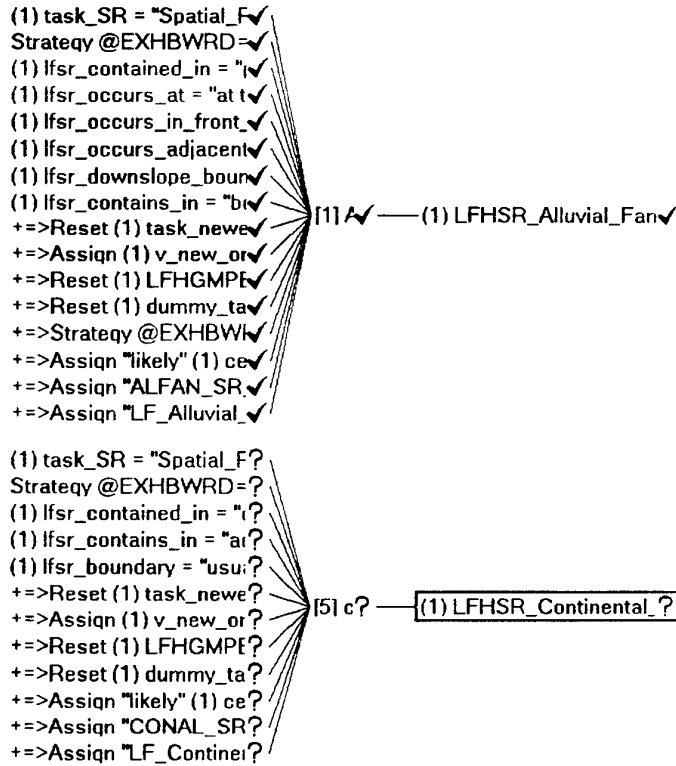 (1) task_SR = "Spatial_F✓
Strategy @EXHBWRD=✓
(1) lfsr_contained_in = "✓
(1) lfsr_occurs_at = "at t✓
(1) lfsr_occurs_in_front_✓
(1) lfsr_occurs_adjacent✓
(1) lfsr_downslope_boun✓
(1) lfsr_contains_in = "b✓
+=>Reset (1) task_newe✓
+=>Assign (1) v_new_or✓
+=>Reset (1) LFHGMPE✓
+=>Reset (1) dummy_ta✓
+=>Strategy @EXHBW✓
+=>Assign "likely" (1) ce✓
+=>Assign "ALFAN_SR_✓
+=>Assign "LF_Alluvial_✓
[1] A✓
(1) LFHSR_Alluvial_Fan✓
(1) task_SR = "Spatial_F?
Strategy @EXHBWRD=?
(1) lfsr_contained_in = "?
(1) lfsr_contains_in = "a?
(1) lfsr_boundary = "usu?
+=>Reset (1) task_newe?
+=>Assign (1) v_new_or?
+=>Reset (1) LFHGMPE?
+=>Reset (1) dummy_ta?
+=>Assign "likely" (1) ce?
+=>Assign "CONAL_SR?
+=>Assign "LF_Contine?
[5] c?
(1) LFHSR_Continental_?